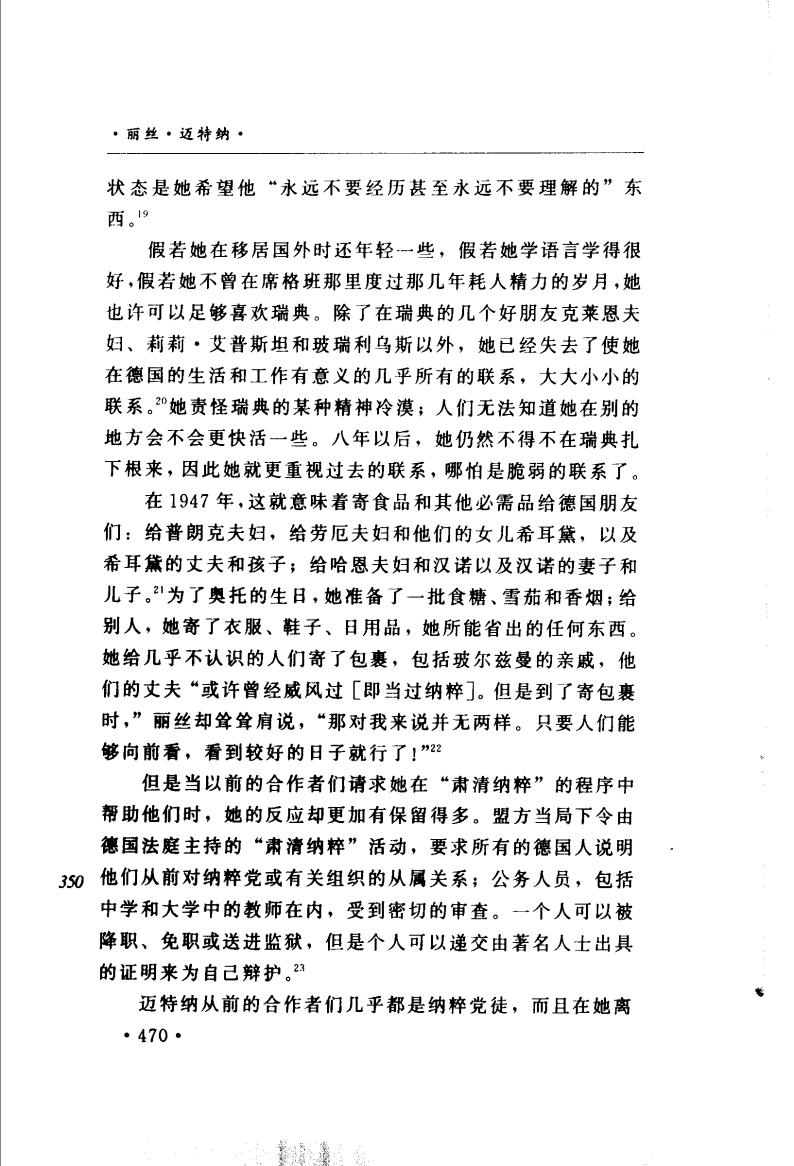 ·丽丝·迈特纳·
状态是她希望他“永远不要经历甚至永远不要理解的”东
西。19
假若她在移居国外时还年轻一些，假若她学语言学得很
好，假若她不曾在席格班那里度过那几年耗人精力的岁月，她
也许可以足够喜欢瑞典。除了在瑞典的几个好朋友克莱恩夫
妇、莉莉·艾普斯坦和玻瑞利乌斯以外，她已经失去了使她
在德国的生活和工作有意义的几乎所有的联系，大大小小的
联系。20她责怪瑞典的某种精神冷漠；人们无法知道她在别的
地方会不会更快活一些。八年以后，她仍然不得不在瑞典扎
下根来，因此她就更重视过去的联系，哪怕是脆弱的联系了。
在1947年，这就意味着寄食品和其他必需品给德国朋友
们：给普朗克夫妇，给劳厄夫妇和他们的女儿希耳黛，以及
希耳黛的丈夫和孩子；给哈恩夫妇和汉诺以及汉诺的妻子和
儿子。21为了奥托的生日，她准备了一批食糖、雪茄和香烟；给
别人，她寄了衣服、鞋子、日用品，她所能省出的任何东西。
她给几乎不认识的人们寄了包裹，包括玻尔兹曼的亲戚，他
们的丈夫“或许曾经威风过［即当过纳粹］。但是到了寄包裹
时，”丽丝却耸耸肩说，“那对我来说并无两样。只要人们能
够向前看，看到较好的日子就行了！”22
但是当以前的合作者们请求她在“肃清纳粹”的程序中
帮助他们时，她的反应却更加有保留得多。盟方当局下令由
德国法庭主持的“肃清纳粹”活动，要求所有的德国人说明
350 他们从前对纳粹党或有关组织的从属关系；公务人员，包括
中学和大学中的教师在内，受到密切的审查。一个人可以被
降职、免职或送进监狱，但是个人可以递交由著名人士出具
的证明来为自己辩护。23
迈特纳从前的合作者们几乎都是纳粹党徒，而且在她离
·470·